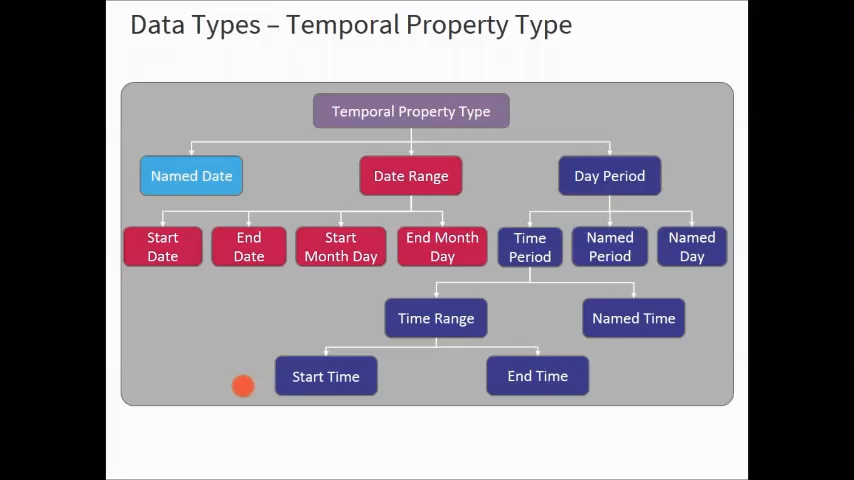 Data Types – Temporal Property Type
Temporal Property Type
Named Date
Date Range
Day Period
Start
Date
End
Date
Start
Month Day
End Month
Day
Time
Period
Named
Period
Named
Day
Time Range
Named Time
Start Time
End Time